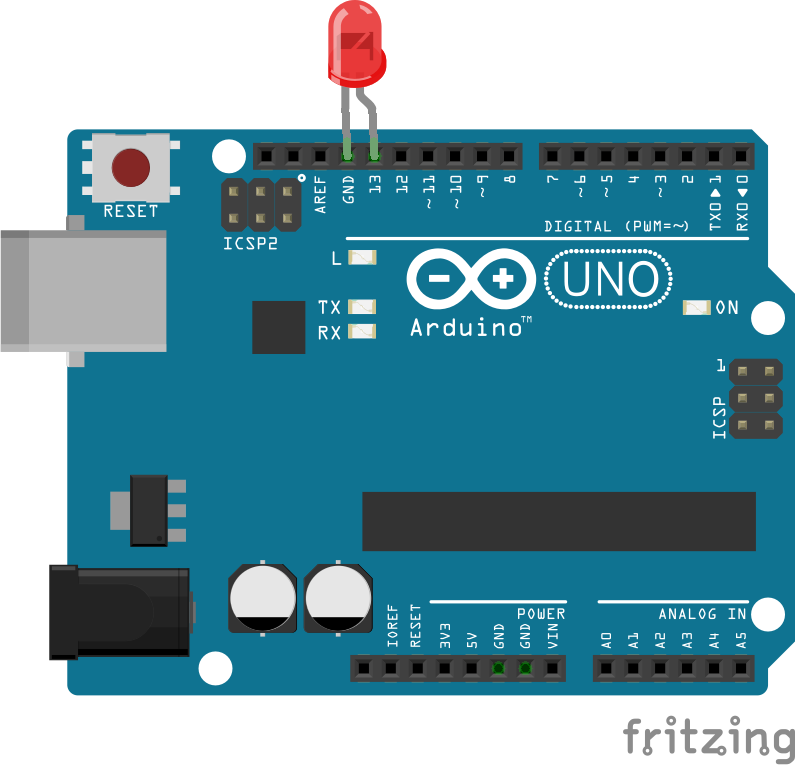 RESET
ICSP2
AREF
GND
13
12
~11
~10
~9
8
7
~6
~5
4
~3
2
TX0▶1
RX0◀0
DIGITAL (PWM=~)
L
TX
RX
Arduino™
UNO
ON
1
ICSP
IOREF
RESET
3V3
5V
GND
GND
VIN
POWER
ANALOG IN
A0
A1
A2
A3
A4
A5
fritzing